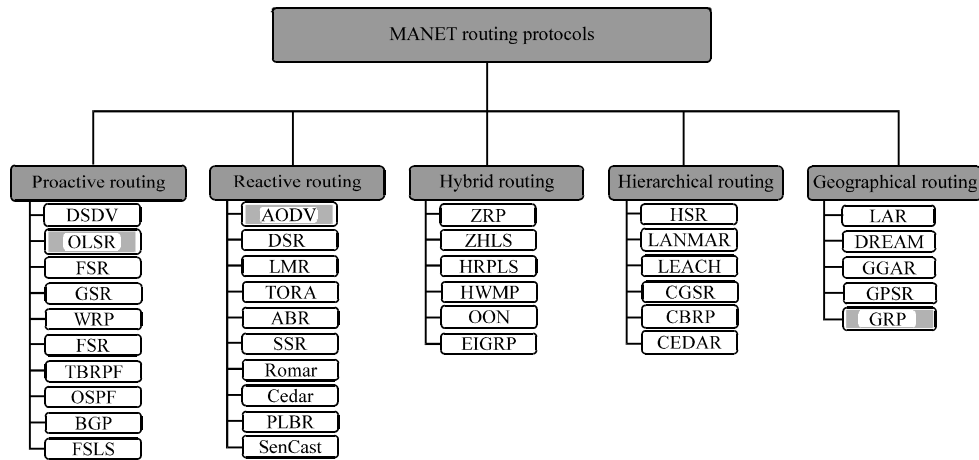 MANET routing protocols
Proactive routing
DSDV
OLSR
FSR
GSR
WRP
FSR
TBRPF
OSPF
BGP
FSLS
Reactive routing
AODV
DSR
LMR
TORA
ABR
SSR
Romar
Cedar
PLBR
SenCast
Hybrid routing
ZRP
ZHLS
HRPLS
HWMP
OON
EIGRP
Hierarchical routing
HSR
LANMAR
LEACH
CGSR
CBRP
CEDAR
Geographical routing
LAR
DREAM
GGAR
GPSR
GRP